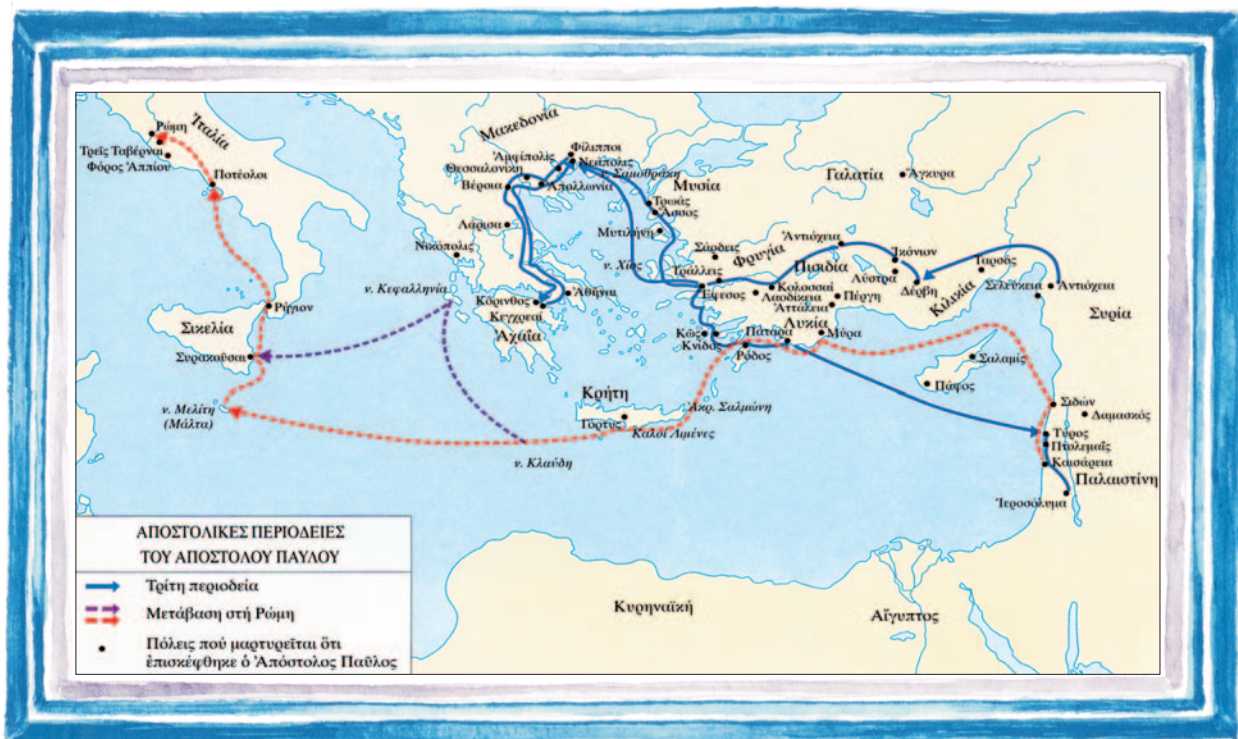 Ἰταλία
Ῥώμη
Τρεῖς Ταβέρναι
Φόρος Ἀππίου
Ποτέολοι
Ρήγιον
Σικελία
Συρακοῦσαι
ν. Μελίτη
(Μάλτα)
Μακεδονία
Φίλιπποι
Νεάπολις
Ἀμφίπολις
Θεσσαλονίκη
ν. Σαμοθράκη
Βέροια
Ἀπολλωνία
Λάρισα
Νικόπολις
ν. Κεφαλληνία
Κόρινθος
Ἀθῆναι
Κεγχρεαί
Ἀχαΐα
Μυσία
Τρωάς
Ἄσσος
Μυτιλήνη
ν. Χίος
Σάρδεις
Φρυγία
Τράλλεις
Ἔφεσος
Κολοσσαί
Λαοδίκεια
Ἀττάλεια
Πέργη
Πισιδία
Ἀντιόχεια
Γαλατία
Ἄγκυρα
Ἰκόνιον
Λύστρα
Δέρβη
Ταρσός
Κιλικία
Σελεύκεια
Ἀντιόχεια
Συρία
Κῶς
Κνίδος
Πάταρα
Λυκία
Μύρα
Ρόδος
Σαλαμίς
Πάφος
Κρήτη
Γόρτυς
Ἀκρ. Σαλμώνη
Καλοί Λιμένες
ν. Κλαύδη
Σιδών
Δαμασκός
Τύρος
Πτολεμαΐς
Καισάρεια
Παλαιστίνη
Ἱεροσόλυμα
Κυρηναϊκή
Αἴγυπτος
ΑΠΟΣΤΟΛΙΚΕΣ ΠΕΡΙΟΔΕΙΕΣ
ΤΟΥ ΑΠΟΣΤΟΛΟΥ ΠΑΥΛΟΥ
Τρίτη περιοδεία
Μετάβαση στή Ρώμη
Πόλεις πού μαρτυρεῖται ὅτι
ἐπισκέφθηκε ὁ Ἀπόστολος Παῦλος